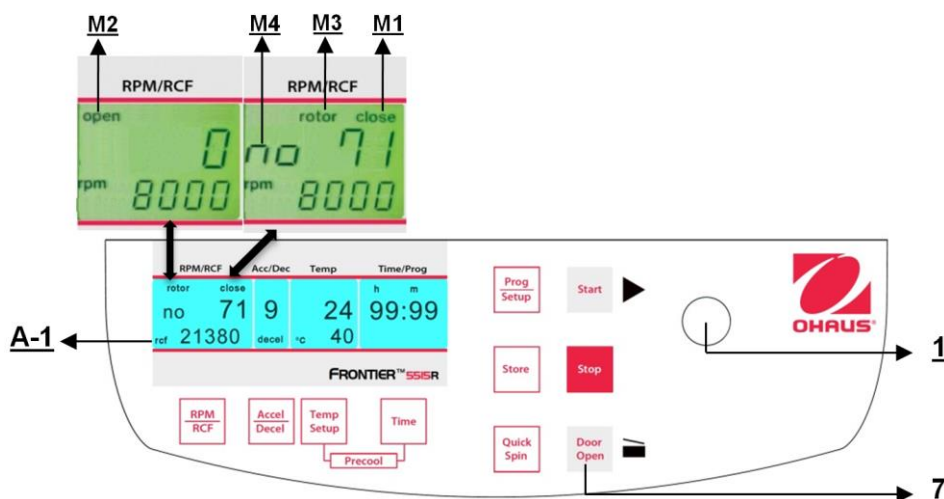 M2 M4 M3 M1
RPM/RCF RPM/RCF
open rotor close
0 no 71
rpm 8000 rpm 8000
RPM/RCF Acc/Dec Temp Time/Prog
rotor close h m
no 71 9 24 99:99
A-1 rcf 21380 decel °C 40
FRONTIER™ 5515R
Prog Setup Start
OHAUS®
1
Store Stop
RPM RCF Accel Decel Temp Setup Time
Precool
Quick Spin Door Open
7